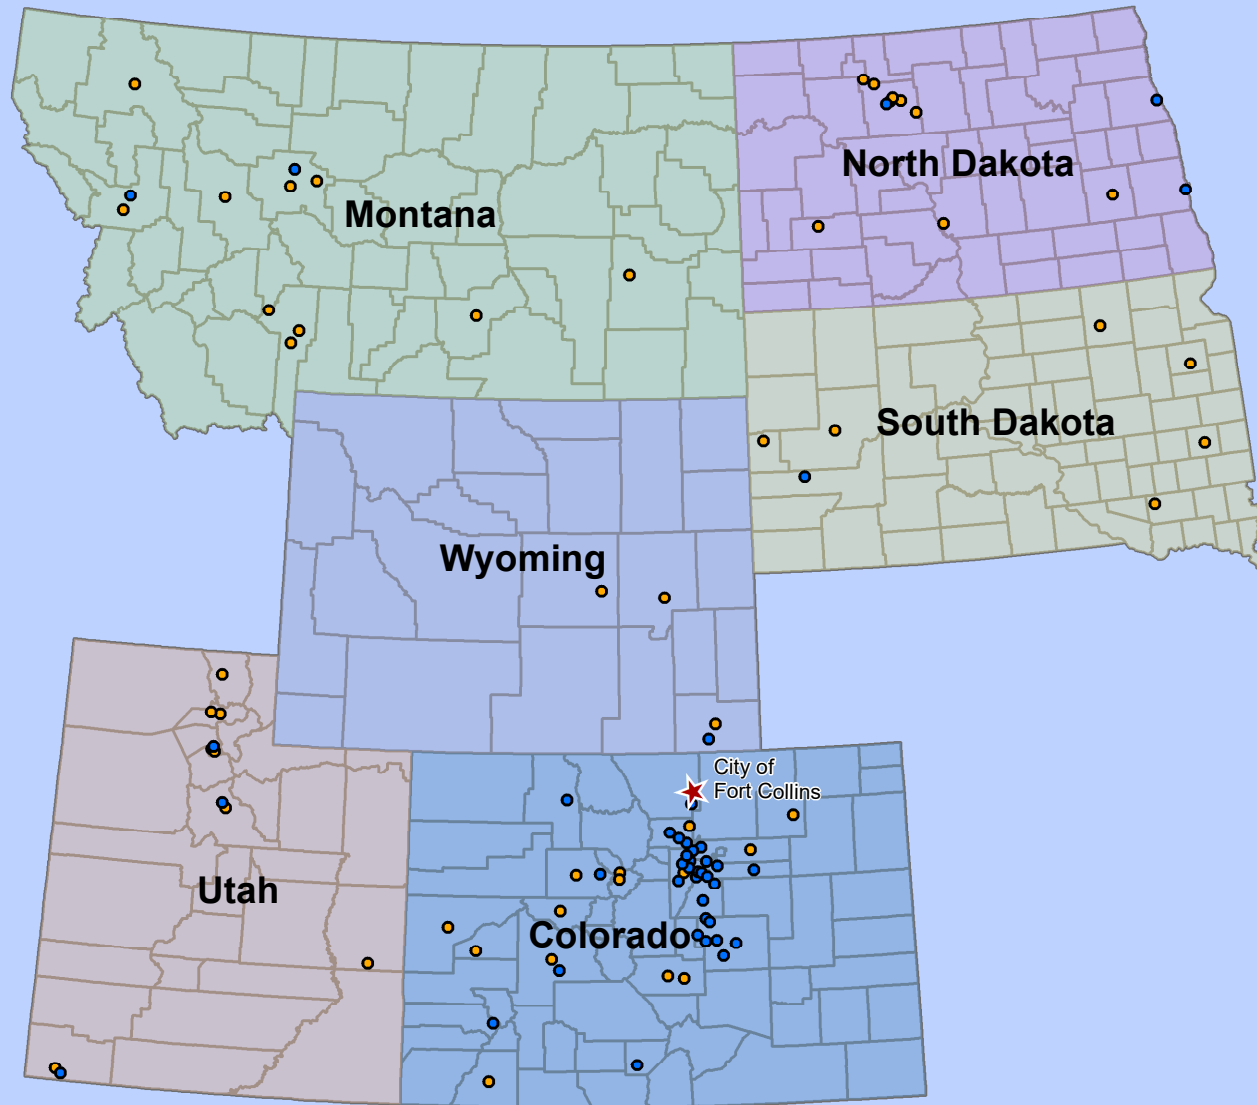 North Dakota
Montana
South Dakota
Wyoming
City of
Fort Collins
Utah
Colorado